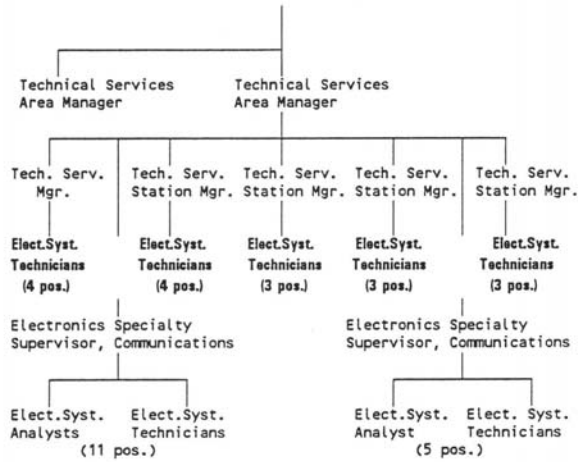 Technical Services Technical Services
Area Manager Area Manager
Tech. Serv. Tech. Serv. Tech. Serv. Tech. Serv. Tech. Serv.
Mgr. Station Mgr. Station Mgr. Station Mgr. Station Mgr.
Elect.Syst. Elect.Syst. Elect.Syst. Elect.Syst. Elect.Syst.
Technicians Technicians Technicians Technicians Technicians
(4 pos.) (4 pos.) (3 pos.) (3 pos.) (3 pos.)
Electronics Specialty Electronics Specialty
Supervisor, Communications Supervisor, Communications
Elect.Syst. Elect.Syst. Elect.Syst. Elect. Syst.
Analysts Technicians Analyst Technicians
(11 pos.) (5 pos.)